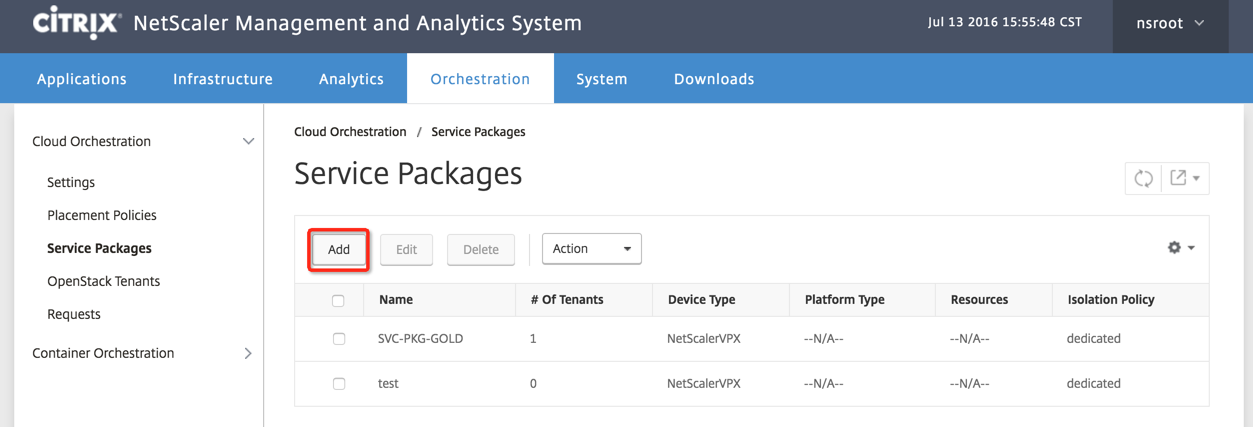 CITRIX NetScaler Management and Analytics System Jul 13 2016 15:55:48 CST nsroot
Applications Infrastructure Analytics Orchestration System Downloads
Cloud Orchestration
Settings
Placement Policies
Service Packages
OpenStack Tenants
Requests
Container Orchestration
Cloud Orchestration / Service Packages
Service Packages
Add Edit Delete Action
Name # Of Tenants Device Type Platform Type Resources Isolation Policy
SVC-PKG-GOLD 1 NetScalerVPX --N/A-- --N/A-- dedicated
test 0 NetScalerVPX --N/A-- --N/A-- dedicated